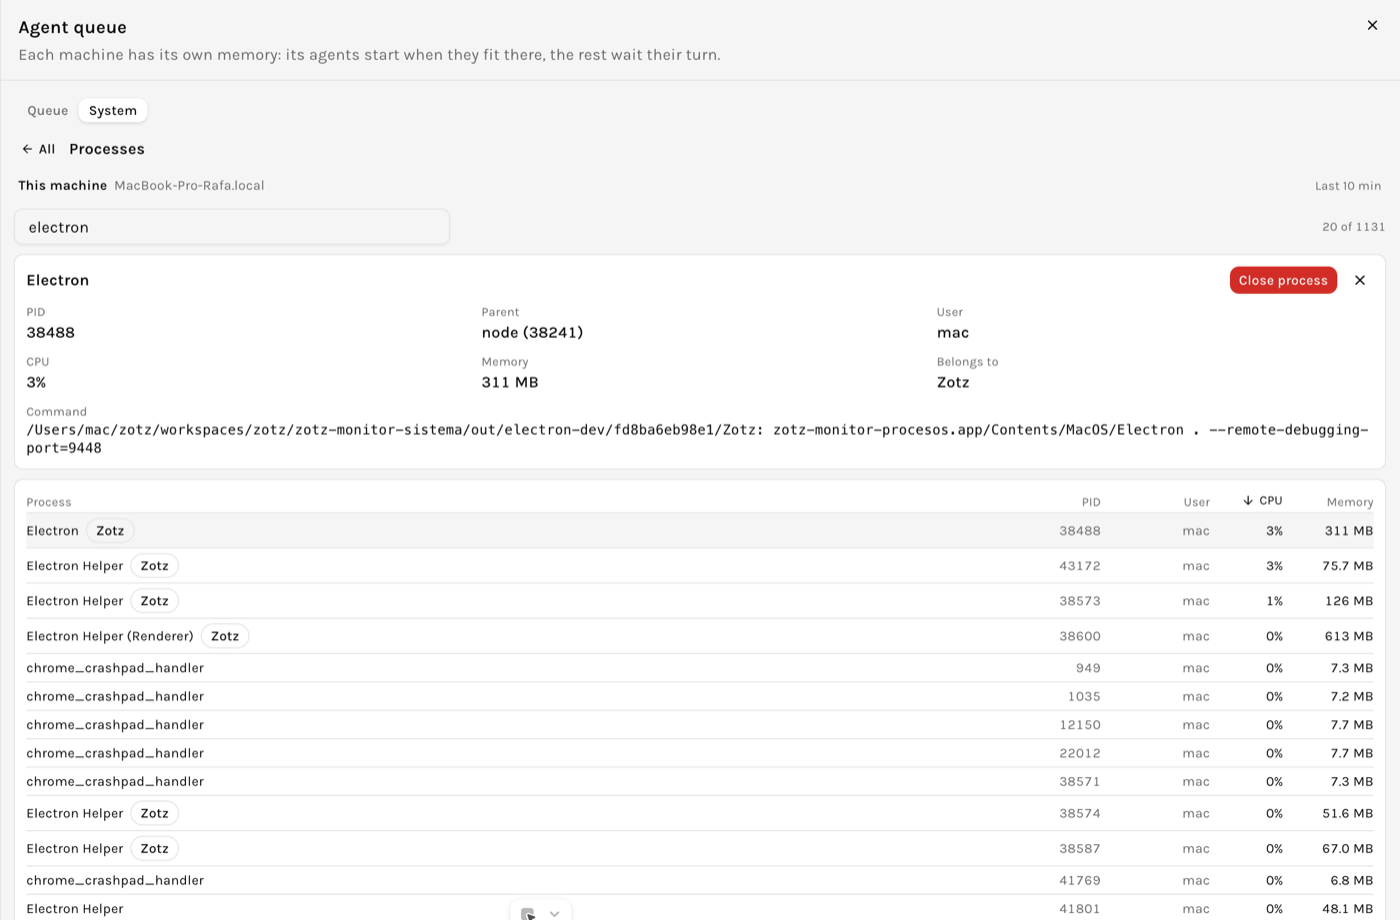 Agent queue
Each machine has its own memory: its agents start when they fit there, the rest wait their turn.
Queue System
← All Processes
This machine MacBook-Pro-Rafa.local Last 10 min
electron 20 of 1131
Electron Close process
PID Parent User
38488 node (38241) mac
CPU Memory Belongs to
3% 311 MB Zotz
Command
/Users/mac/zotz/workspaces/zotz/zotz-monitor-sistema/out/electron-dev/fd8ba6eb98e1/Zotz: zotz-monitor-procesos.app/Contents/MacOS/Electron . --remote-debugging-
port=9448
Process PID User ↓ CPU Memory
Electron Zotz 38488 mac 3% 311 MB
Electron Helper Zotz 43172 mac 3% 75.7 MB
Electron Helper Zotz 38573 mac 1% 126 MB
Electron Helper (Renderer) Zotz 38600 mac 0% 613 MB
chrome_crashpad_handler 949 mac 0% 7.3 MB
chrome_crashpad_handler 1035 mac 0% 7.2 MB
chrome_crashpad_handler 12150 mac 0% 7.7 MB
chrome_crashpad_handler 22012 mac 0% 7.7 MB
chrome_crashpad_handler 38571 mac 0% 7.3 MB
Electron Helper Zotz 38574 mac 0% 51.6 MB
Electron Helper Zotz 38587 mac 0% 67.0 MB
chrome_crashpad_handler 41769 mac 0% 6.8 MB
Electron Helper 41801 mac 0% 48.1 MB